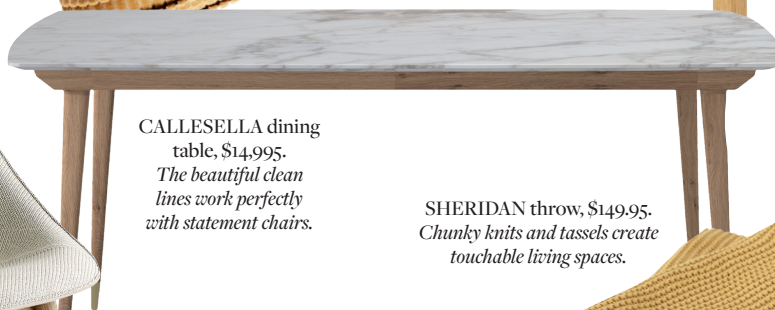 CALLESELLA dining
table, $14,995.
The beautiful clean
lines work perfectly
with statement chairs.
SHERIDAN throw, $149.95.
Chunky knits and tassels create
touchable living spaces.